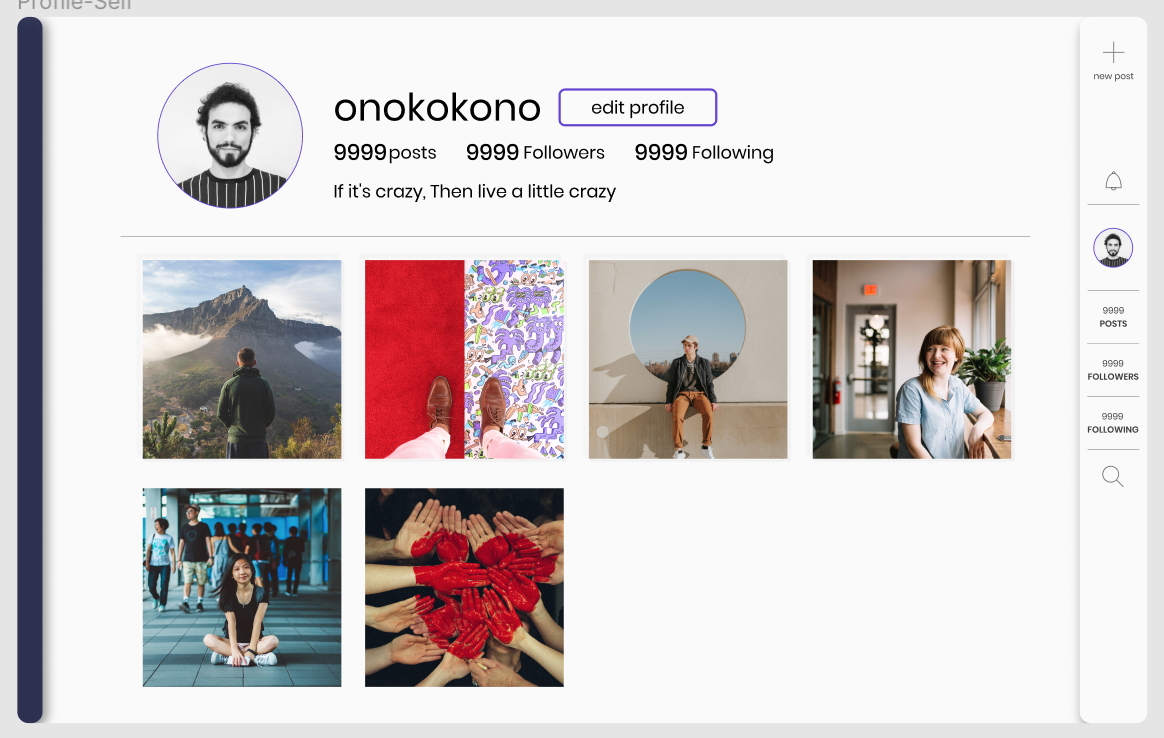 Profile-Self
onokokono
edit profile
9999 posts 9999 Followers 9999 Following
If it's crazy, Then live a little crazy
new post
9999
POSTS
9999
FOLLOWERS
9999
FOLLOWING